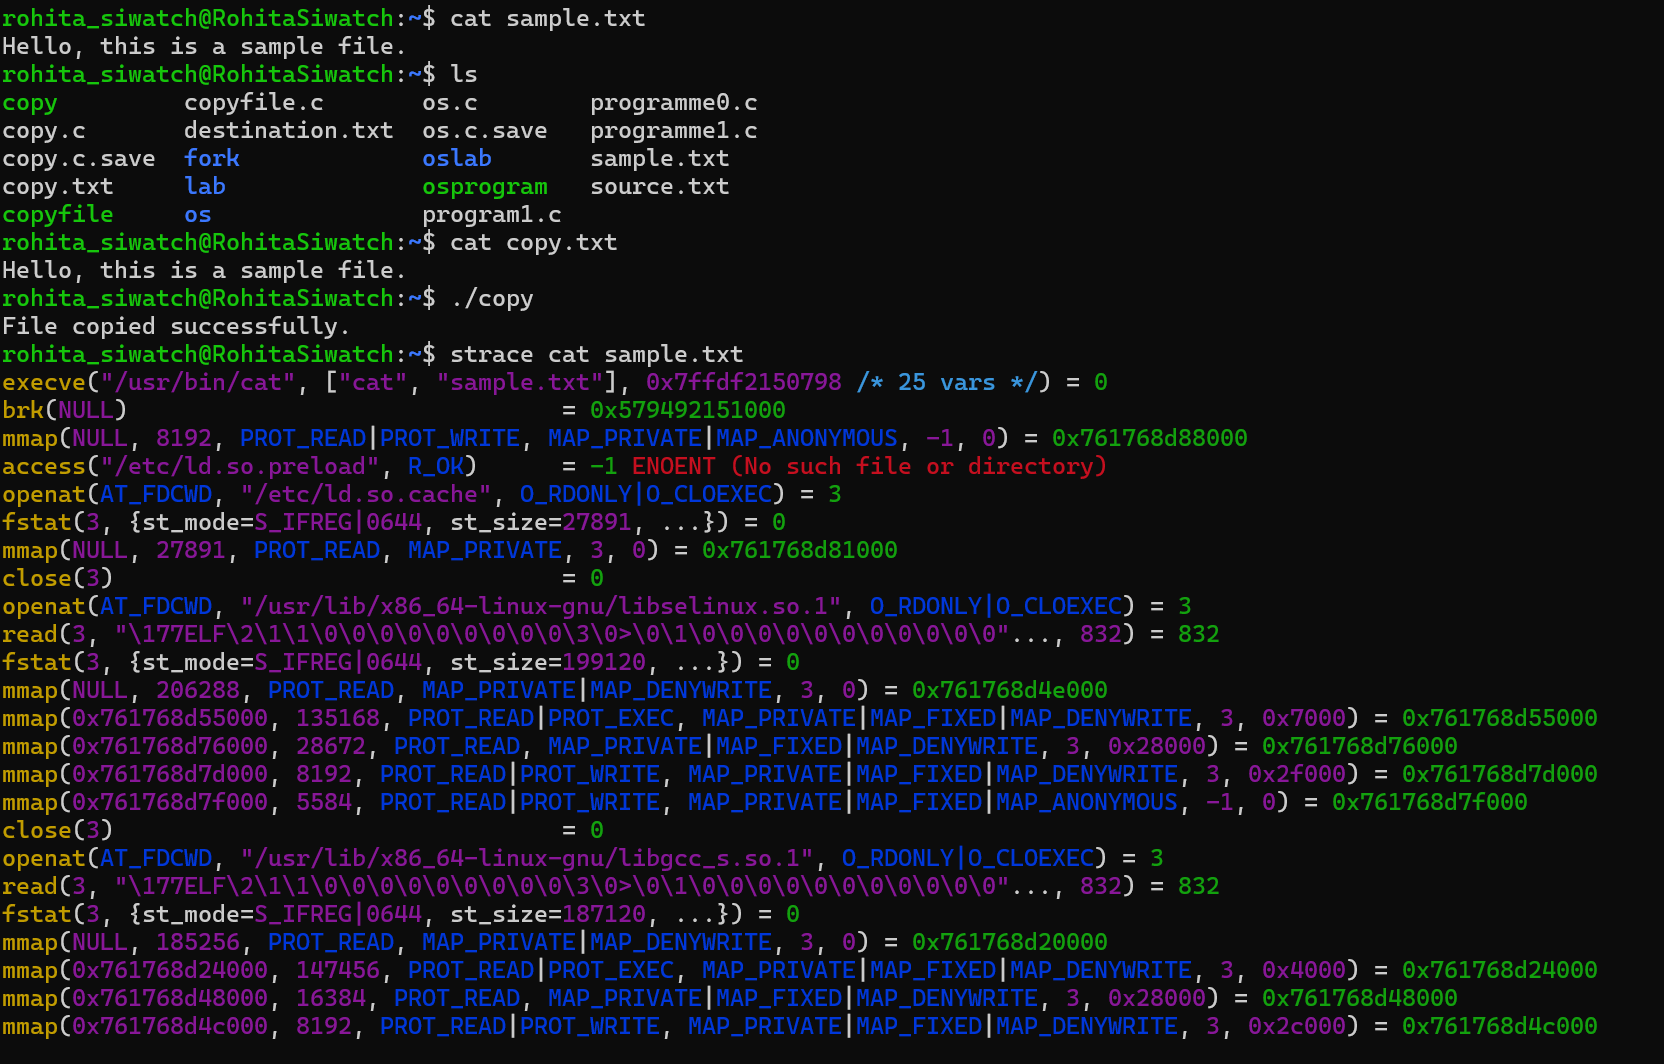 rohita_siwatch@RohitaSiwatch:~$ cat sample.txt
Hello, this is a sample file.
rohita_siwatch@RohitaSiwatch:~$ ls
copy         copyfile.c       os.c        programme0.c
copy.c       destination.txt  os.c.save   programme1.c
copy.c.save  fork             oslab       sample.txt
copy.txt     lab              osprogram   source.txt
copyfile     os               program1.c
rohita_siwatch@RohitaSiwatch:~$ cat copy.txt
Hello, this is a sample file.
rohita_siwatch@RohitaSiwatch:~$ ./copy
File copied successfully.
rohita_siwatch@RohitaSiwatch:~$ strace cat sample.txt
execve("/usr/bin/cat", ["cat", "sample.txt"], 0x7ffdf2150798 /* 25 vars */) = 0
brk(NULL)                               = 0x579492151000
mmap(NULL, 8192, PROT_READ|PROT_WRITE, MAP_PRIVATE|MAP_ANONYMOUS, -1, 0) = 0x761768d88000
access("/etc/ld.so.preload", R_OK)      = -1 ENOENT (No such file or directory)
openat(AT_FDCWD, "/etc/ld.so.cache", O_RDONLY|O_CLOEXEC) = 3
fstat(3, {st_mode=S_IFREG|0644, st_size=27891, ...}) = 0
mmap(NULL, 27891, PROT_READ, MAP_PRIVATE, 3, 0) = 0x761768d81000
close(3)                                = 0
openat(AT_FDCWD, "/usr/lib/x86_64-linux-gnu/libselinux.so.1", O_RDONLY|O_CLOEXEC) = 3
read(3, "\177ELF\2\1\1\0\0\0\0\0\0\0\0\0\3\0>\0\1\0\0\0\0\0\0\0\0\0\0\0"..., 832) = 832
fstat(3, {st_mode=S_IFREG|0644, st_size=199120, ...}) = 0
mmap(NULL, 206288, PROT_READ, MAP_PRIVATE|MAP_DENYWRITE, 3, 0) = 0x761768d4e000
mmap(0x761768d55000, 135168, PROT_READ|PROT_EXEC, MAP_PRIVATE|MAP_FIXED|MAP_DENYWRITE, 3, 0x7000) = 0x761768d55000
mmap(0x761768d76000, 28672, PROT_READ, MAP_PRIVATE|MAP_FIXED|MAP_DENYWRITE, 3, 0x28000) = 0x761768d76000
mmap(0x761768d7d000, 8192, PROT_READ|PROT_WRITE, MAP_PRIVATE|MAP_FIXED|MAP_DENYWRITE, 3, 0x2f000) = 0x761768d7d000
mmap(0x761768d7f000, 5584, PROT_READ|PROT_WRITE, MAP_PRIVATE|MAP_FIXED|MAP_ANONYMOUS, -1, 0) = 0x761768d7f000
close(3)                                = 0
openat(AT_FDCWD, "/usr/lib/x86_64-linux-gnu/libgcc_s.so.1", O_RDONLY|O_CLOEXEC) = 3
read(3, "\177ELF\2\1\1\0\0\0\0\0\0\0\0\0\3\0>\0\1\0\0\0\0\0\0\0\0\0\0\0"..., 832) = 832
fstat(3, {st_mode=S_IFREG|0644, st_size=187120, ...}) = 0
mmap(NULL, 185256, PROT_READ, MAP_PRIVATE|MAP_DENYWRITE, 3, 0) = 0x761768d20000
mmap(0x761768d24000, 147456, PROT_READ|PROT_EXEC, MAP_PRIVATE|MAP_FIXED|MAP_DENYWRITE, 3, 0x4000) = 0x761768d24000
mmap(0x761768d48000, 16384, PROT_READ, MAP_PRIVATE|MAP_FIXED|MAP_DENYWRITE, 3, 0x28000) = 0x761768d48000
mmap(0x761768d4c000, 8192, PROT_READ|PROT_WRITE, MAP_PRIVATE|MAP_FIXED|MAP_DENYWRITE, 3, 0x2c000) = 0x761768d4c000